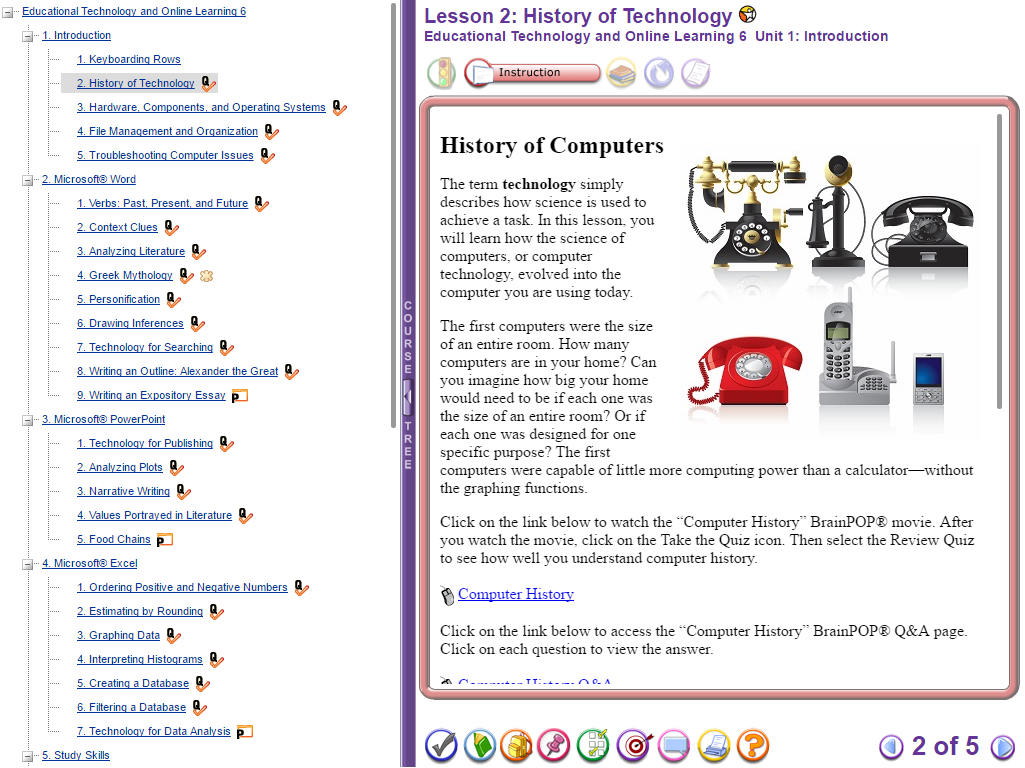 Educational Technology and Online Learning 6
1. Introduction
1. Keyboarding Rows
2. History of Technology
3. Hardware, Components, and Operating Systems
4. File Management and Organization
5. Troubleshooting Computer Issues
2. Microsoft® Word
1. Verbs: Past, Present, and Future
2. Context Clues
3. Analyzing Literature
4. Greek Mythology
5. Personification
6. Drawing Inferences
7. Technology for Searching
8. Writing an Outline: Alexander the Great
9. Writing an Expository Essay
3. Microsoft® PowerPoint
1. Technology for Publishing
2. Analyzing Plots
3. Narrative Writing
4. Values Portrayed in Literature
5. Food Chains
4. Microsoft® Excel
1. Ordering Positive and Negative Numbers
2. Estimating by Rounding
3. Graphing Data
4. Interpreting Histograms
5. Creating a Database
6. Filtering a Database
7. Technology for Data Analysis
5. Study Skills
COURSE TREE
Lesson 2: History of Technology
Educational Technology and Online Learning 6 Unit 1: Introduction
Instruction
History of Computers
The term technology simply
describes how science is used to
achieve a task. In this lesson, you
will learn how the science of
computers, or computer
technology, evolved into the
computer you are using today.
The first computers were the size
of an entire room. How many
computers are in your home? Can
you imagine how big your home
would need to be if each one was
the size of an entire room? Or if
each one was designed for one
specific purpose? The first
computers were capable of little more computing power than a calculator—without
the graphing functions.
Click on the link below to watch the “Computer History” BrainPOP® movie. After
you watch the movie, click on the Take the Quiz icon. Then select the Review Quiz
to see how well you understand computer history.
Computer History
Click on the link below to access the “Computer History” BrainPOP® Q&A page.
Click on each question to view the answer.
Computer History Q&A
2 of 5